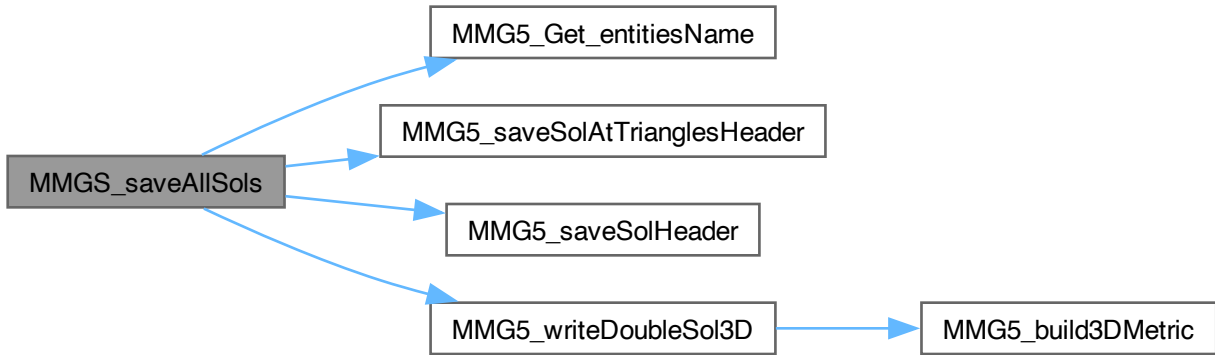 MMG5_Get_entitiesName
MMG5_saveSolAtTrianglesHeader
MMGS_saveAllSols
MMG5_saveSolHeader
MMG5_writeDoubleSol3D
MMG5_build3DMetric